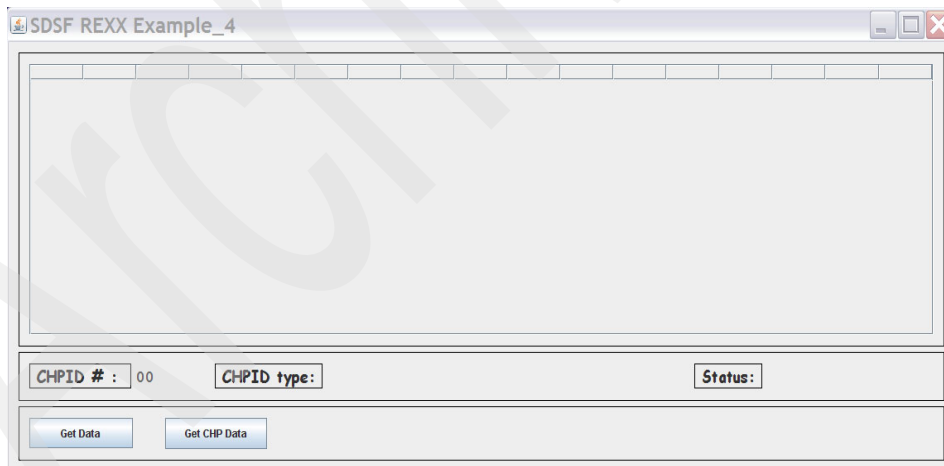 SDSF REXX Example_4
CHPID # : 00 CHPID type: Status:
Get Data Get CHP Data